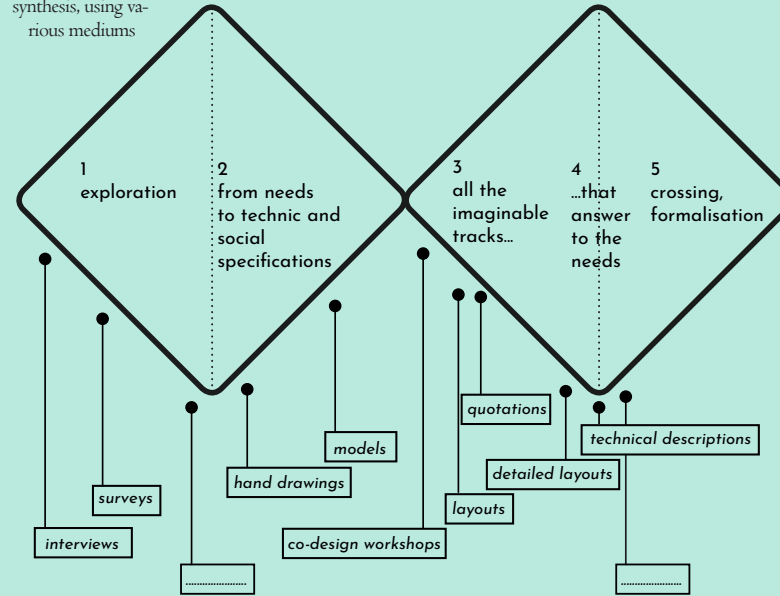 synthesis, using va-
rious mediums
1
exploration
2
from needs
to technic and
social
specifications
3
all the
imaginable
tracks...
4
...that
answer
to the
needs
5
crossing,
formalisation
quotations
models
technical descriptions
hand drawings
detailed layouts
surveys
layouts
interviews
co-design workshops
......................
......................